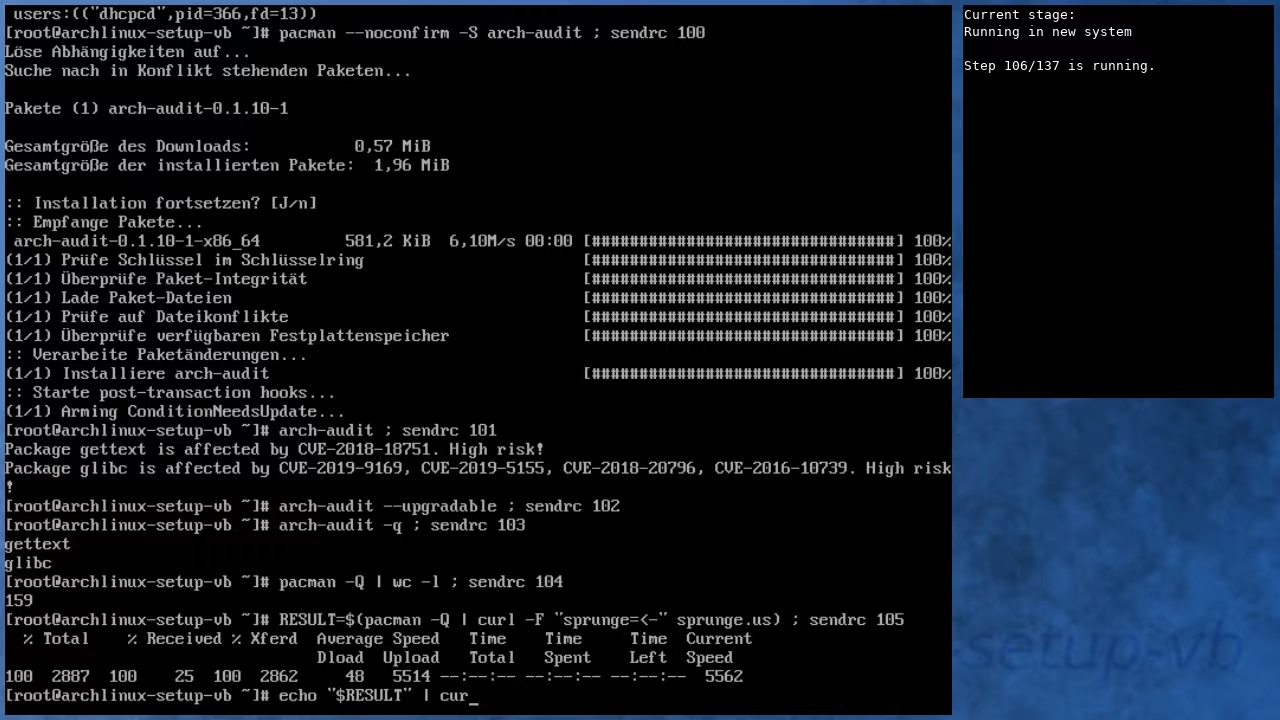 users:(("dhcpcd",pid=366,fd=13))
[root@archlinux-setup-vb ~]# pacman --noconfirm -S arch-audit ; sendrc 100
Löse Abhängigkeiten auf...
Suche nach in Konflikt stehenden Paketen...
Pakete (1) arch-audit-0.1.10-1
Gesamtgröße des Downloads: 0,57 MiB
Gesamtgröße der installierten Pakete: 1,96 MiB
:: Installation fortsetzen? [J/n]
:: Empfange Pakete...
arch-audit-0.1.10-1-x86_64 581,2 KiB 6,10M/s 00:00 [################################] 100%
(1/1) Prüfe Schlüssel im Schlüsselring [################################] 100%
(1/1) Überprüfe Paket-Integrität [################################] 100%
(1/1) Lade Paket-Dateien [################################] 100%
(1/1) Prüfe auf Dateikonflikte [################################] 100%
(1/1) Überprüfe verfügbaren Festplattenspeicher [################################] 100%
:: Verarbeite Paketänderungen...
(1/1) Installiere arch-audit [################################] 100%
:: Starte post-transaction hooks...
(1/1) Arming ConditionNeedsUpdate...
[root@archlinux-setup-vb ~]# arch-audit ; sendrc 101
Package gettext is affected by CVE-2018-18751. High risk!
Package glibc is affected by CVE-2019-9169, CVE-2019-5155, CVE-2018-20796, CVE-2016-10739. High risk
!
[root@archlinux-setup-vb ~]# arch-audit --upgradable ; sendrc 102
[root@archlinux-setup-vb ~]# arch-audit -q ; sendrc 103
gettext
glibc
[root@archlinux-setup-vb ~]# pacman -Q | wc -l ; sendrc 104
159
[root@archlinux-setup-vb ~]# RESULT=$(pacman -Q | curl -F "sprunge=<-" sprunge.us) ; sendrc 105
% Total % Received % Xferd Average Speed Time Time Time Current
Dload Upload Total Spent Left Speed
100 2887 100 25 100 2862 48 5514 --:--:-- --:--:-- --:--:-- 5562
[root@archlinux-setup-vb ~]# echo "$RESULT" | cur_
Current stage:
Running in new system
Step 106/137 is running.
-setup-vb